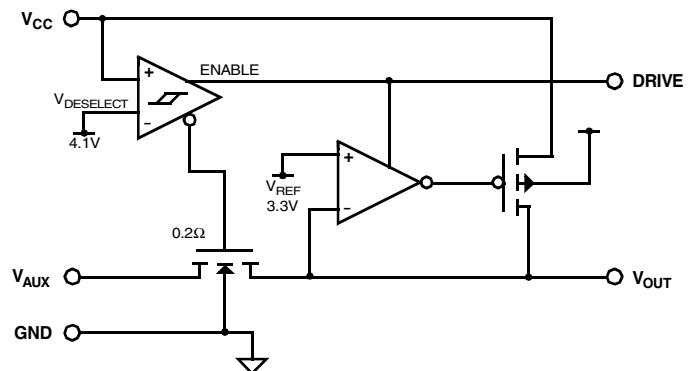 VCC
+
ENABLE
DRIVE
VDESELECT
4.1V
–
+
VREF
3.3V
–
0.2Ω
VAUX
VOUT
GND